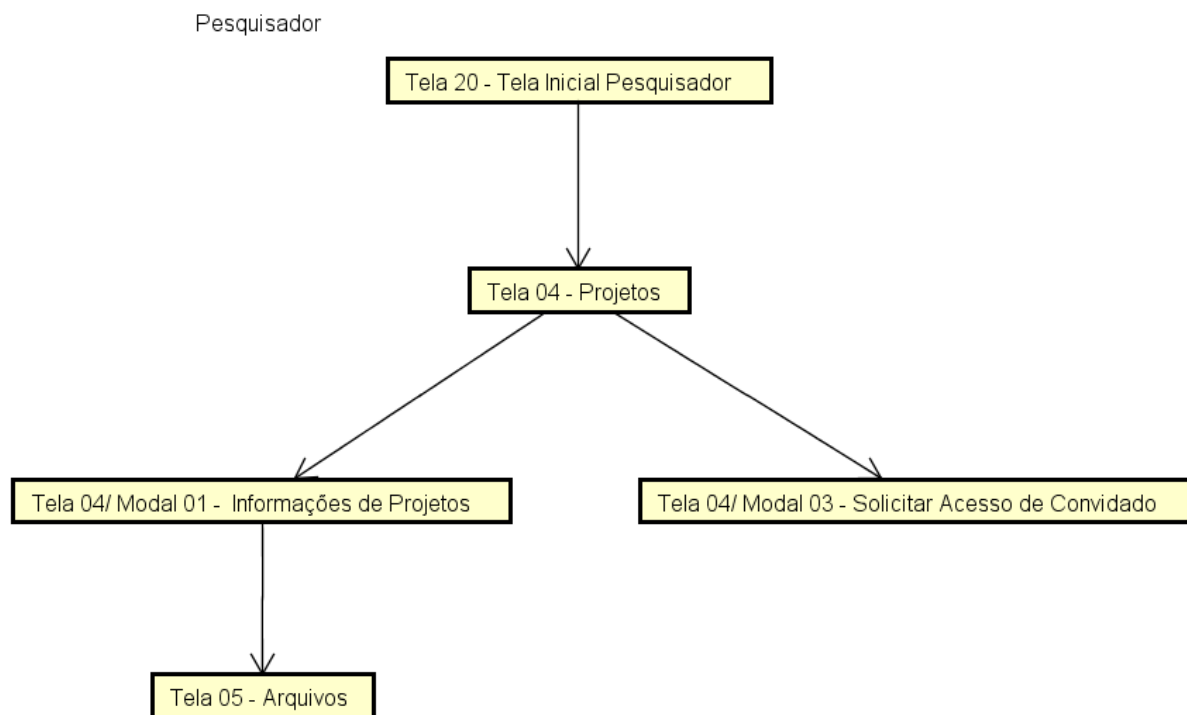 Pesquisador
Tela 20 - Tela Inicial Pesquisador
Tela 04 - Projetos
Tela 04/ Modal 01 -  Informações de Projetos
Tela 04/ Modal 03 - Solicitar Acesso de Convidado
Tela 05 - Arquivos